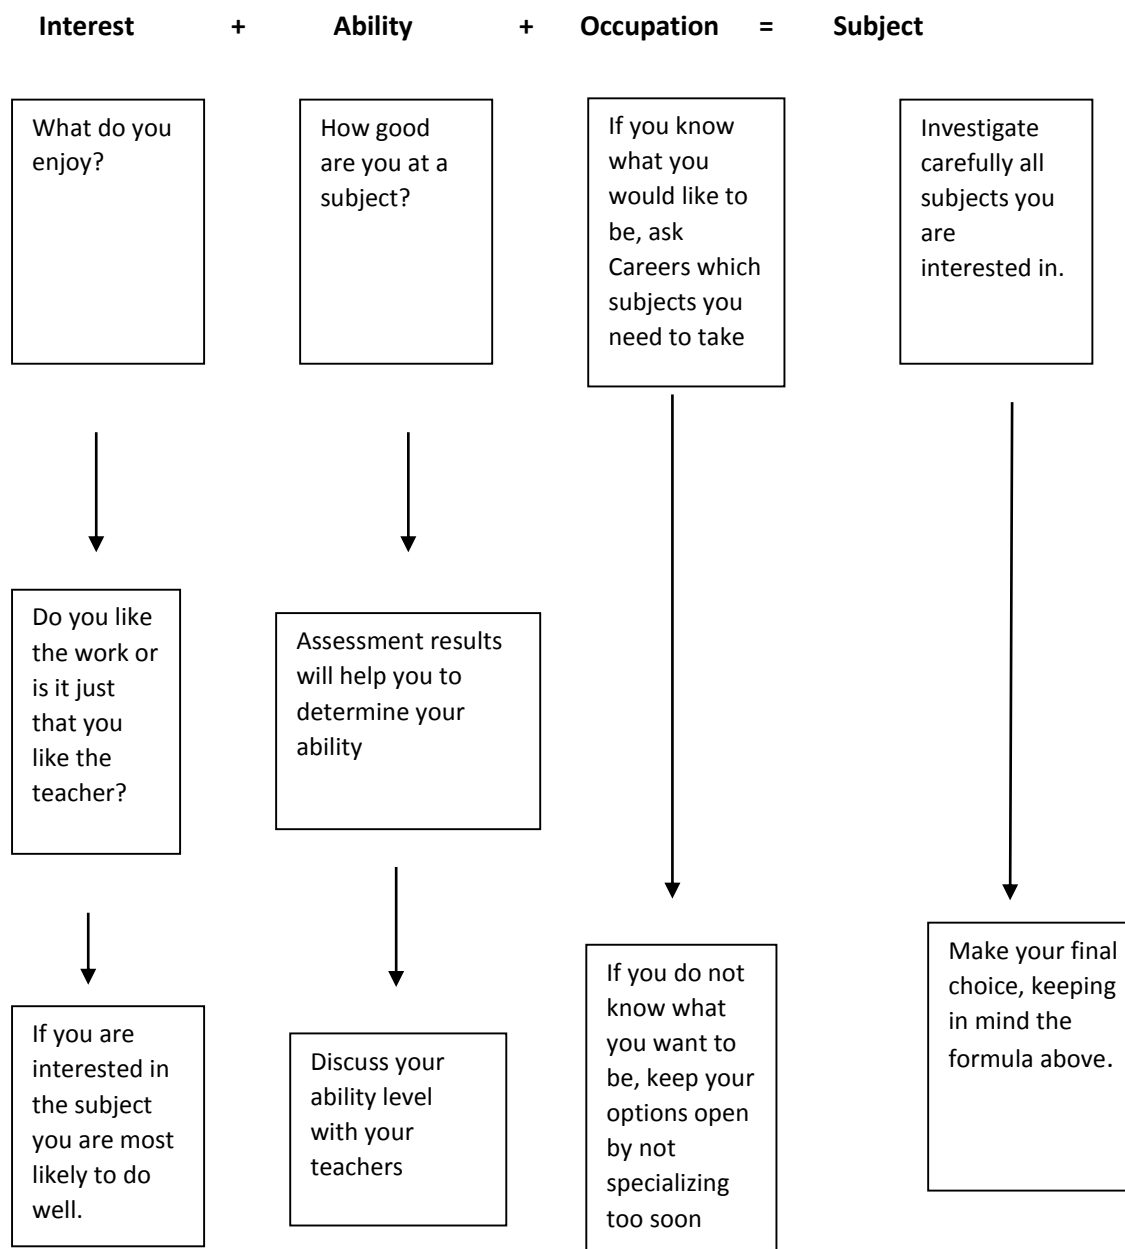 Interest + Ability + Occupation = Subject
What do you
enjoy?
How good
are you at a
subject?
If you know
what you
would like to
be, ask
Careers which
subjects you
need to take
Investigate
carefully all
subjects you
are
interested in.
Do you like
the work or
is it just
that you
like the
teacher?
Assessment results
will help you to
determine your
ability
If you are
interested in
the subject
you are most
likely to do
well.
Discuss your
ability level
with your
teachers
If you do not
know what
you want to
be, keep your
options open
by not
specializing
too soon
Make your final
choice, keeping
in mind the
formula above.